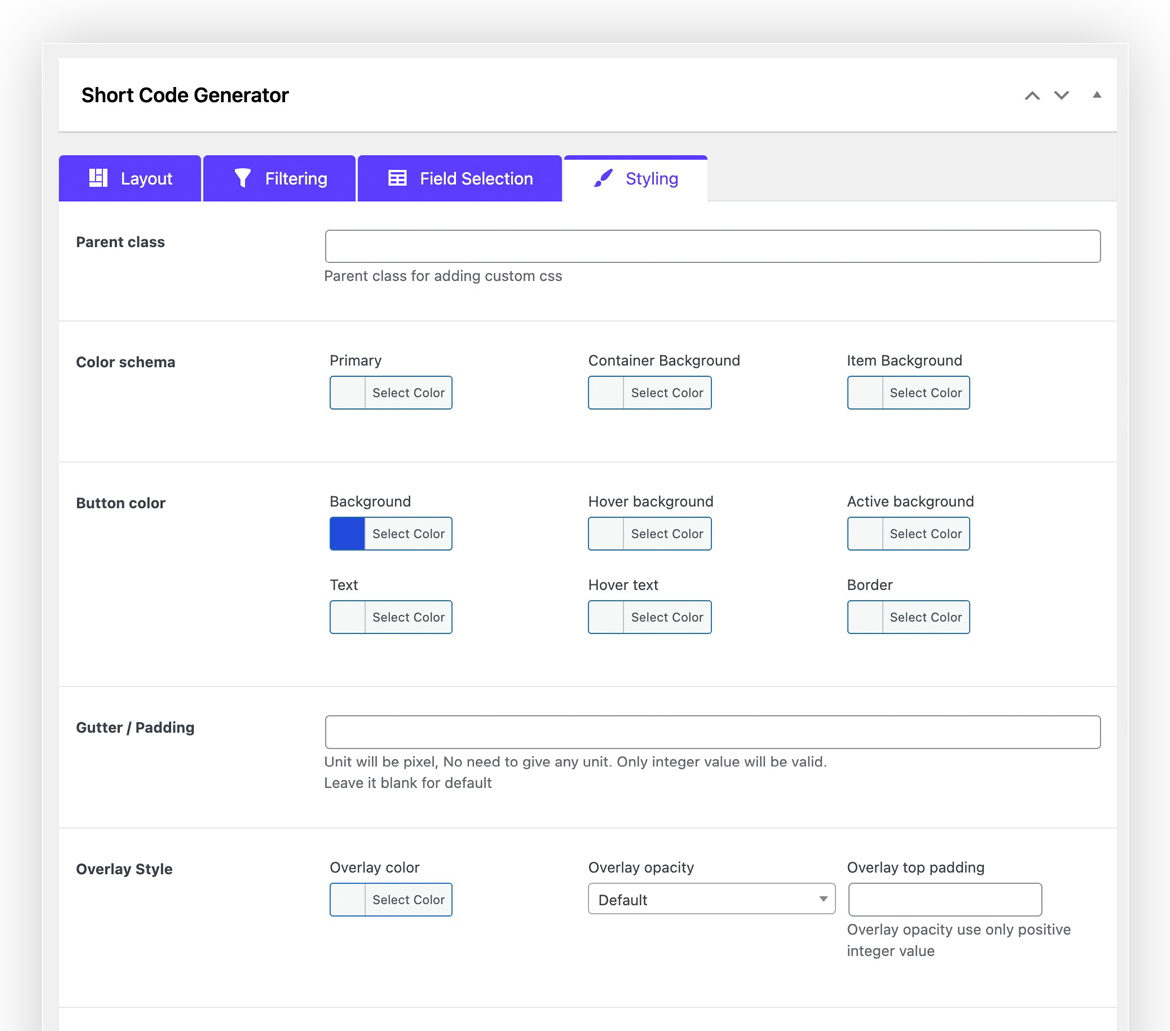 Short Code Generator
Layout
Filtering
Field Selection
Styling
Parent class
Parent class for adding custom css
Color schema
Primary
Container Background
Item Background
Select Color
Select Color
Select Color
Button color
Background
Hover background
Active background
Select Color
Select Color
Select Color
Text
Hover text
Border
Select Color
Select Color
Select Color
Gutter / Padding
Unit will be pixel, No need to give any unit. Only integer value will be valid.
Leave it blank for default
Overlay Style
Overlay color
Overlay opacity
Overlay top padding
Select Color
Default
Overlay opacity use only positive
integer value